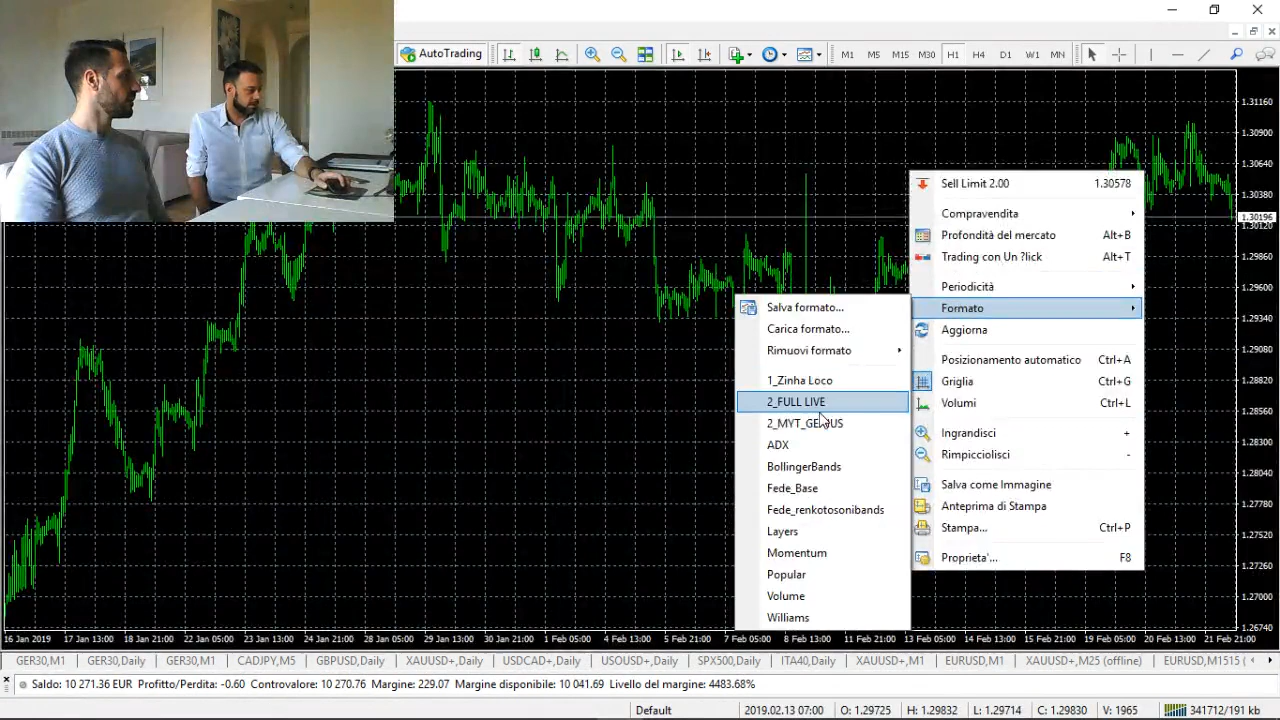 AutoTrading
M1 M5 M15 M30 H1 H4 D1 W1 MN
1.31160
1.30900
1.30640
1.30380
1.30196
1.30120
1.29860
1.29600
1.29340
1.29080
1.28820
1.28560
1.28300
1.28040
1.27780
1.27520
1.27260
1.27000
1.26740
Sell Limit 2.00 1.30578
Compravendita
Profondità del mercato Alt+B
Trading con Un ?lick Alt+T
Periodicità
Formato
Aggiorna
Posizionamento automatico Ctrl+A
Griglia Ctrl+G
Volumi Ctrl+L
Ingrandisci +
Rimpicciolisci -
Salva come Immagine
Anteprima di Stampa
Stampa... Ctrl+P
Proprieta'... F8
Salva formato...
Carica formato...
Rimuovi formato
1_Zinha Loco
2_FULL LIVE
2_MYT_GENIUS
ADX
BollingerBands
Fede_Base
Fede_renkotosonibands
Layers
Momentum
Popular
Volume
Williams
16 Jan 2019 17 Jan 13:00 18 Jan 21:00 22 Jan 05:00 23 Jan 13:00 24 Jan 21:00 28 Jan 05:00 29 Jan 13:00 30 Jan 21:00 1 Feb 05:00 4 Feb 13:00 5 Feb 21:00 7 Feb 05:00 8 Feb 13:00 11 Feb 21:00 13 Feb 05:00 14 Feb 13:00 15 Feb 21:00 19 Feb 05:00 20 Feb 13:00 21 Feb 21:00
GER30,M1 GER30,Daily GER30,M1 CADJPY,M5 GBPUSD,Daily XAUUSD+,Daily USDCAD+,Daily USOUSD+,Daily SPX500,Daily ITA40,Daily XAUUSD+,M1 EURUSD,M1 XAUUSD+,M25 (offline) EURUSD,M1515 (
Saldo: 10 271.36 EUR Profitto/Perdita: -0.60 Controvalore: 10 270.76 Margine: 229.07 Margine disponibile: 10 041.69 Livello del margine: 4483.68%
Default 2019.02.13 07:00 O: 1.29725 H: 1.29832 L: 1.29714 C: 1.29830 V: 1965 341712/191 kb